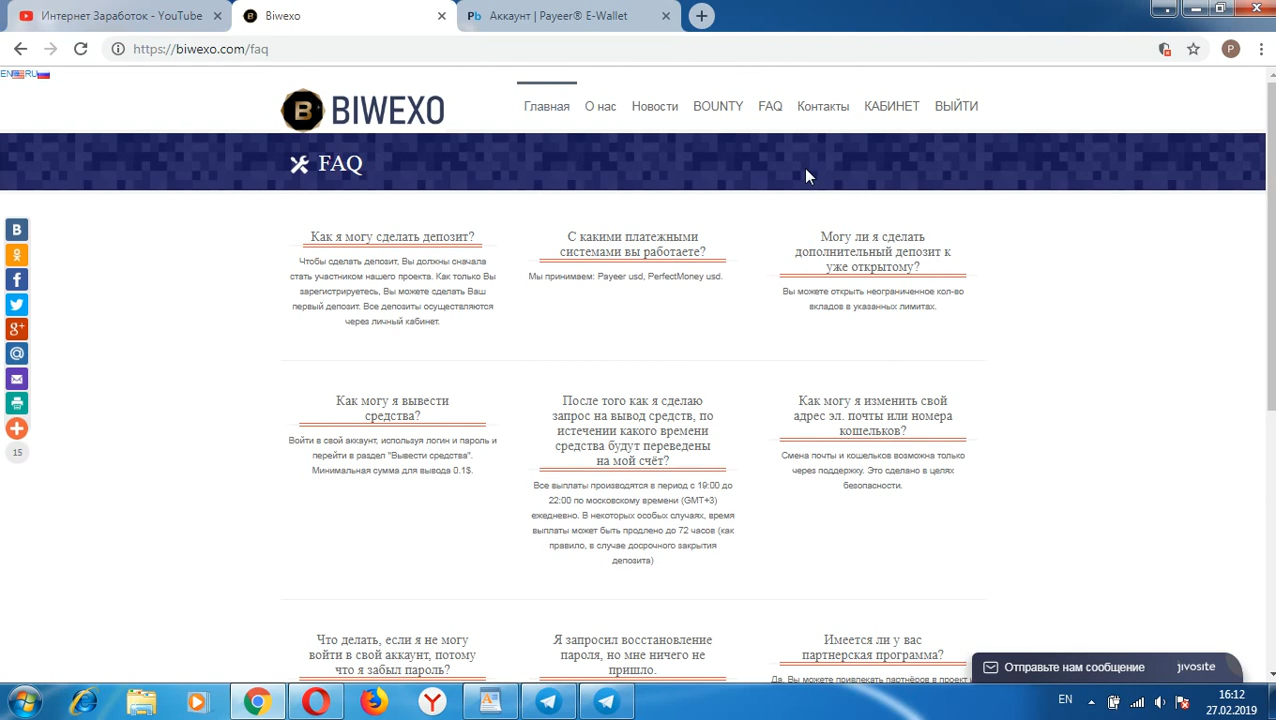 Интернет Заработок - YouTube
Biwexo
Аккаунт | Payeer® E-Wallet
https://biwexo.com/faq
P
EN RU
B BIWEXO
Главная О нас Новости BOUNTY FAQ Контакты КАБИНЕТ ВЫЙТИ
FAQ
Как я могу сделать депозит?
Чтобы сделать депозит, Вы должны сначала
стать участником нашего проекта. Как только Вы
зарегистрируетесь, Вы можете сделать Ваш
первый депозит. Все депозиты осуществляются
через личный кабинет.
С какими платежными
системами вы работаете?
Мы принимаем: Payeer usd, PerfectMoney usd.
Могу ли я сделать
дополнительный депозит к
уже открытому?
Вы можете открыть неограниченное кол-во
вкладов в указанных лимитах.
Как могу я вывести
средства?
Войти в свой аккаунт, используя логин и пароль и
перейти в раздел "Вывести средства".
Минимальная сумма для вывода 0.1$.
После того как я сделаю
запрос на вывод средств, по
истечении какого времени
средства будут переведены
на мой счёт?
Все выплаты производятся в период с 19:00 до
22:00 по московскому времени (GMT+3)
ежедневно. В некоторых особых случаях, время
выплаты может быть продлено до 72 часов (как
правило, в случае досрочного закрытия
депозита)
Как могу я изменить свой
адрес эл. почты или номера
кошельков?
Смена почты и кошельков возможна только
через поддержку. Это сделано в целях
безопасности.
Что делать, если я не могу
войти в свой аккаунт, потому
что я забыл пароль?
Я запросил восстановление
пароля, но мне ничего не
пришло.
Имеется ли у вас
партнерская программа?
Да. Вы можете привлекать партнёров в проект и
15
Отправьте нам сообщение jivosite
EN
16:12
27.02.2019